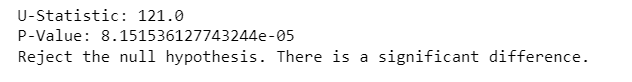 U-Statistic: 121.0
P-Value: 8.151536127743244e-05
Reject the null hypothesis. There is a significant difference.